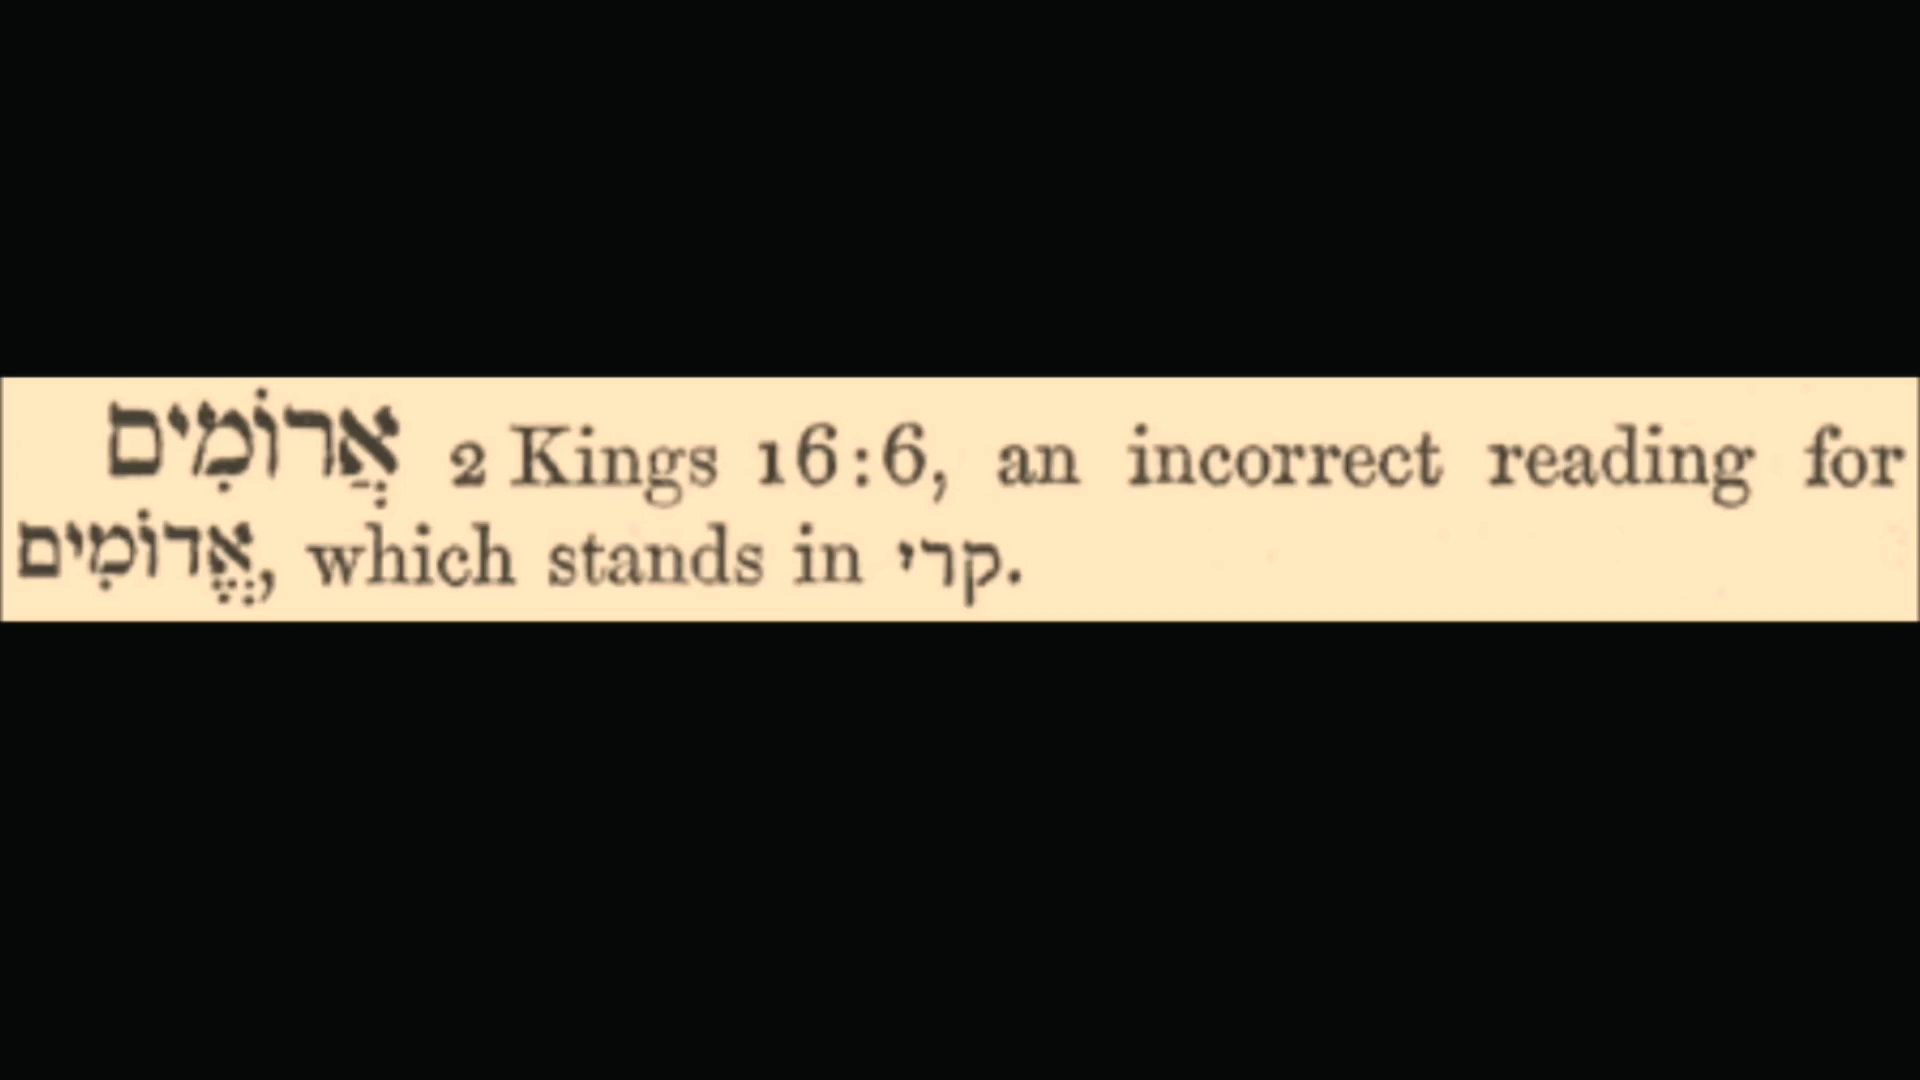 אֲרוֹמִים 2 Kings 16:6, an incorrect reading for
אֱדוֹמִים, which stands in קרי.